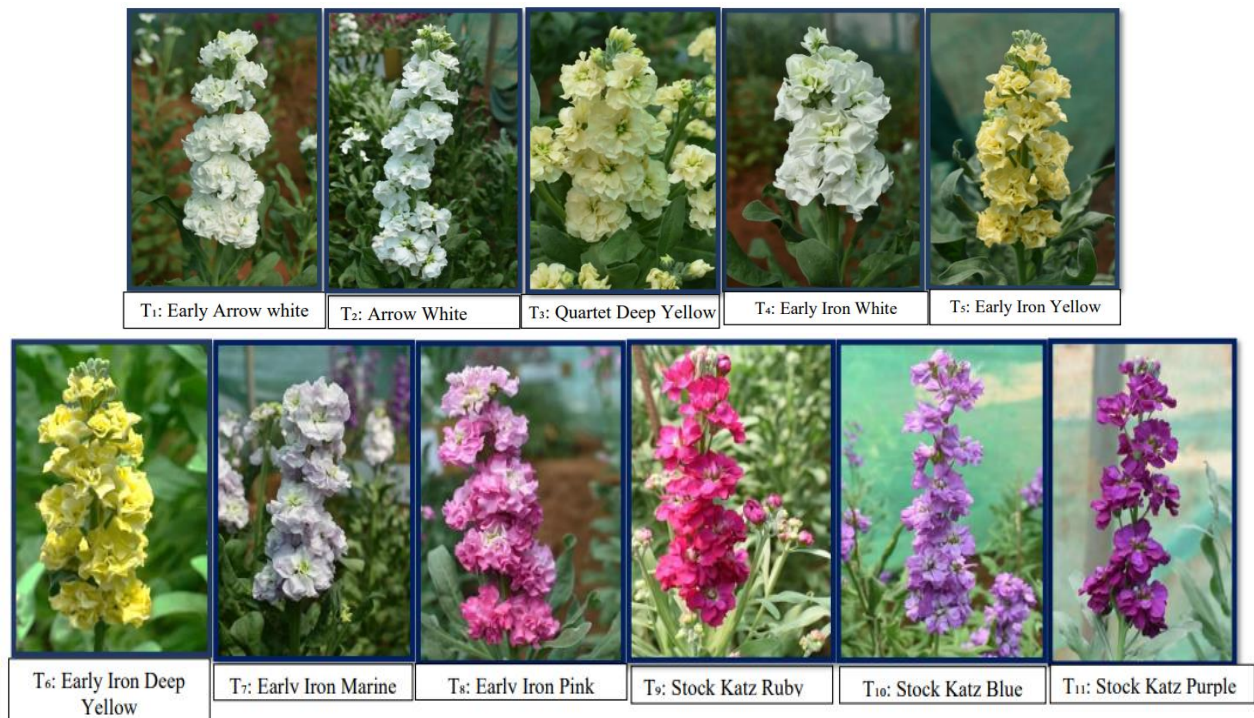 T₁: Early Arrow white
T₂: Arrow White
T₃: Quartet Deep Yellow
T₄: Early Iron White
T₅: Early Iron Yellow
T₆: Early Iron Deep
Yellow
T₇: Early Iron Marine
T₈: Early Iron Pink
T₉: Stock Katz Ruby
T₁₀: Stock Katz Blue
T₁₁: Stock Katz Purple